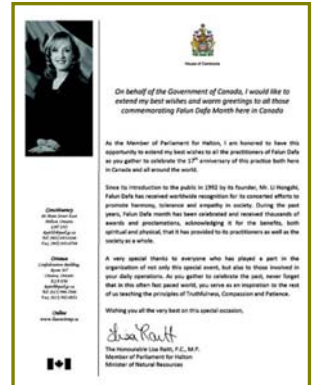 House of Commons
On behalf of the Government of Canada, I would like to
extend my best wishes and warm greetings to all those
commemorating Falun Dafa Month here in Canada
As the Member of Parliament for Halton, I am honored to have this
opportunity to extend my best wishes to all the practitioners of Falun Dafa
as you gather to celebrate the 17th anniversary of this practice both here
in Canada and all around the world.
Since its introduction to the public in 1992 by its founder, Mr. Li Hongzhi,
Falun Dafa has received worldwide recognition for its concerted efforts to
promote harmony, tolerance and empathy in society. During the past
years, Falun Dafa month has been celebrated and received thousands of
awards and proclamations, acknowledging it for the benefits, both
spiritual and physical, that it has provided to its practitioners as well as the
society as a whole.
A very special thanks to everyone who has played a part in the
organization of not only this special event, but also to those involved in
your daily operations. As you gather to celebrate the past, never forget
that in this often fast paced world, you serve as an inspiration to the rest
of us teaching the principles of Truthfulness, Compassion and Patience.
Wishing you all the very best on this special occasion,
Lisa Raitt
The Honourable Lisa Raitt, P.C., M.P.
Member of Parliament for Halton
Minister of Natural Resources
Constituency
Milton, Ontario
Ottawa
Confederation Building
Ottawa, Ontario
Online